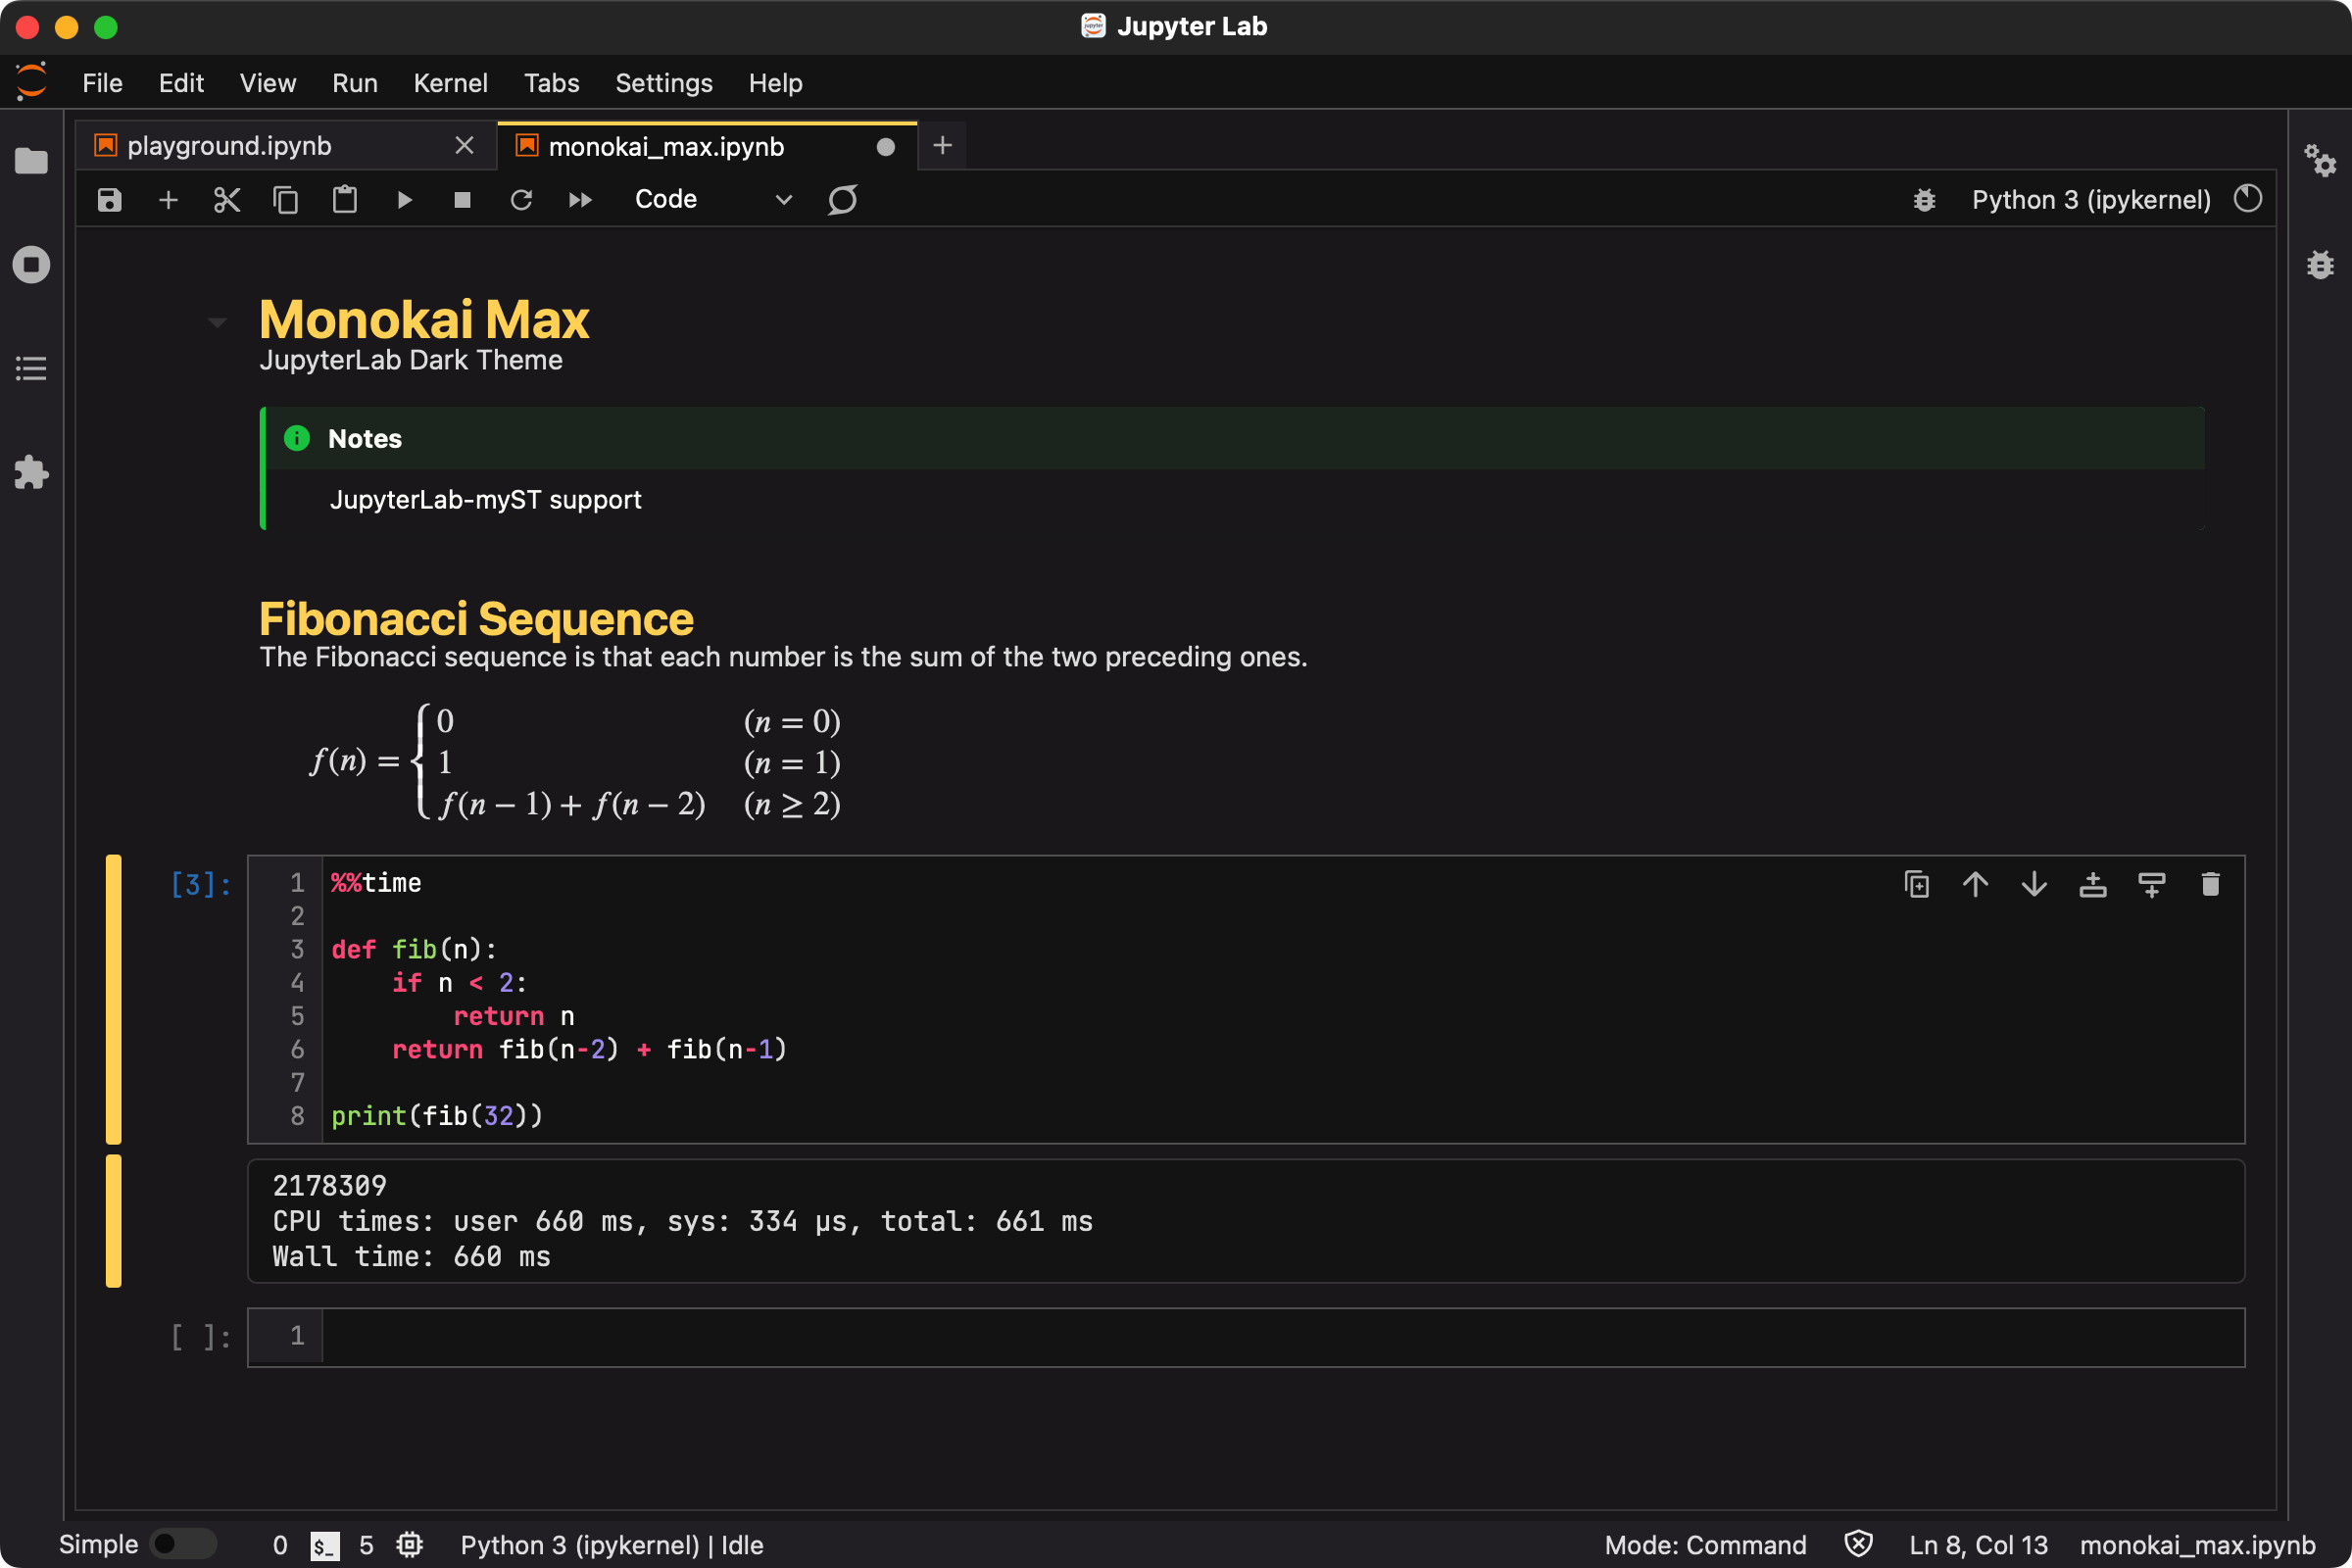 Jupyter Lab
File Edit View Run Kernel Tabs Settings Help
playground.ipynb monokai_max.ipynb
Code Python 3 (ipykernel)
Monokai Max
JupyterLab Dark Theme
Notes
JupyterLab-myST support
Fibonacci Sequence
The Fibonacci sequence is that each number is the sum of the two preceding ones.
0 (n = 0)
f(n) = { 1 (n = 1)
f(n − 1) + f(n − 2) (n ≥ 2)
[3]: 1 %%time
2
3 def fib(n):
4     if n < 2:
5         return n
6     return fib(n-2) + fib(n-1)
7
8 print(fib(32))
2178309
CPU times: user 660 ms, sys: 334 µs, total: 661 ms
Wall time: 660 ms
[ ]: 1
Simple 0 $_ 5 Python 3 (ipykernel) | Idle Mode: Command Ln 8, Col 13 monokai_max.ipynb